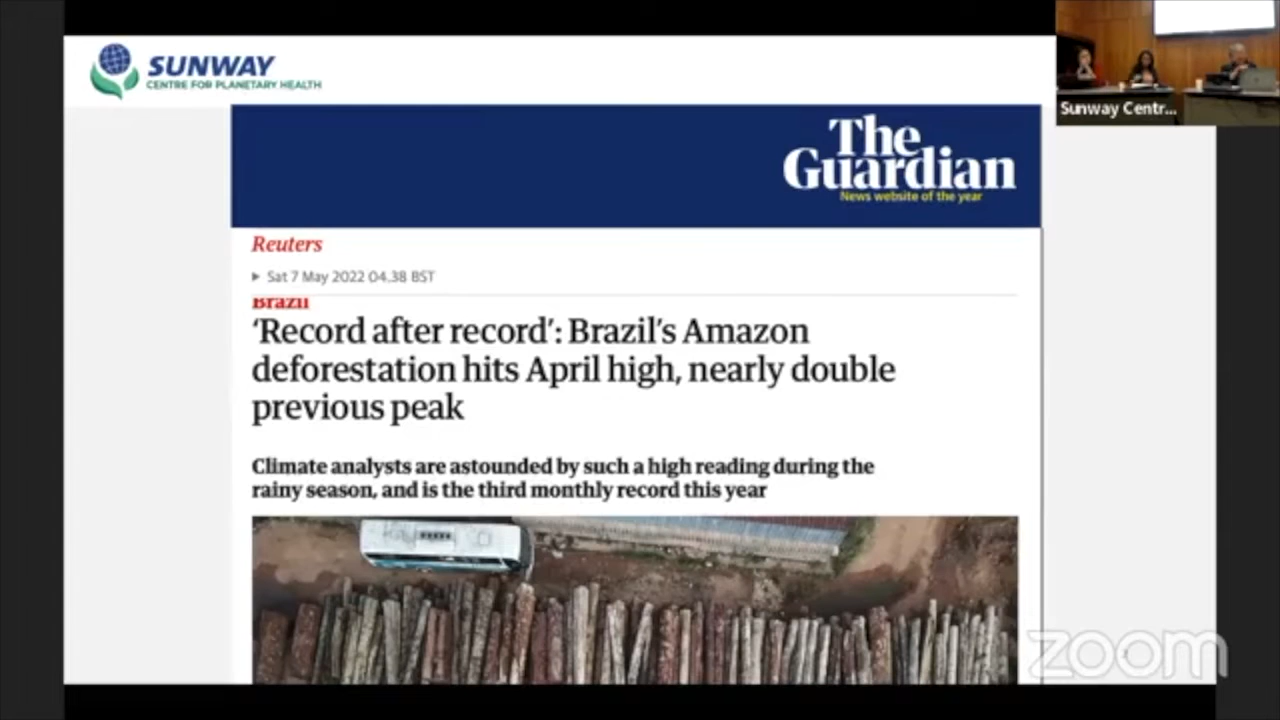 SUNWAY
CENTRE FOR PLANETARY HEALTH
Sunway Centr...
The
Guardian
News website of the year
Reuters
Sat 7 May 2022 04.38 BST
Brazil
‘Record after record’: Brazil’s Amazon
deforestation hits April high, nearly double
previous peak
Climate analysts are astounded by such a high reading during the
rainy season, and is the third monthly record this year
zoom